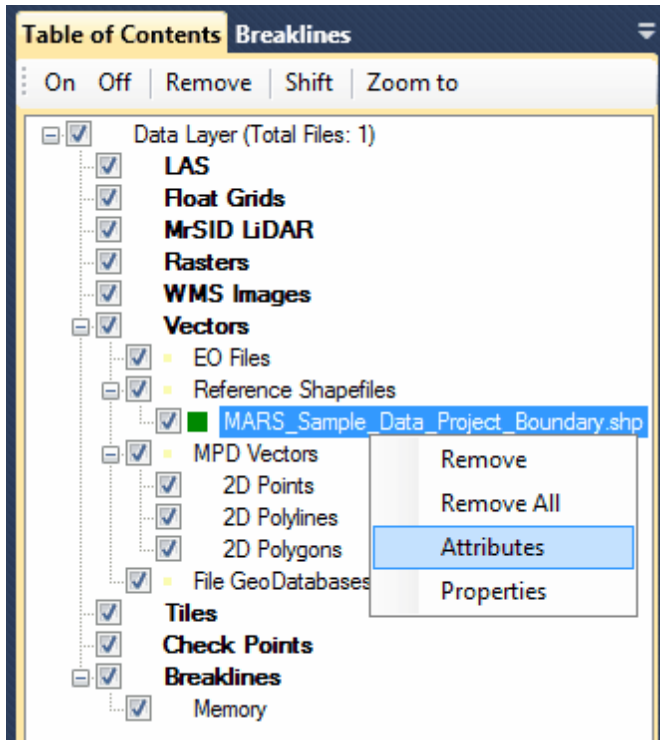 Table of Contents Breaklines
On Off Remove Shift Zoom to
Data Layer (Total Files: 1)
LAS
Float Grids
MrSID LiDAR
Rasters
WMS Images
Vectors
EO Files
Reference Shapefiles
MARS_Sample_Data_Project_Boundary.shp
MPD Vectors
2D Points
2D Polylines
2D Polygons
File GeoDatabases
Tiles
Check Points
Breaklines
Memory
Remove
Remove All
Attributes
Properties